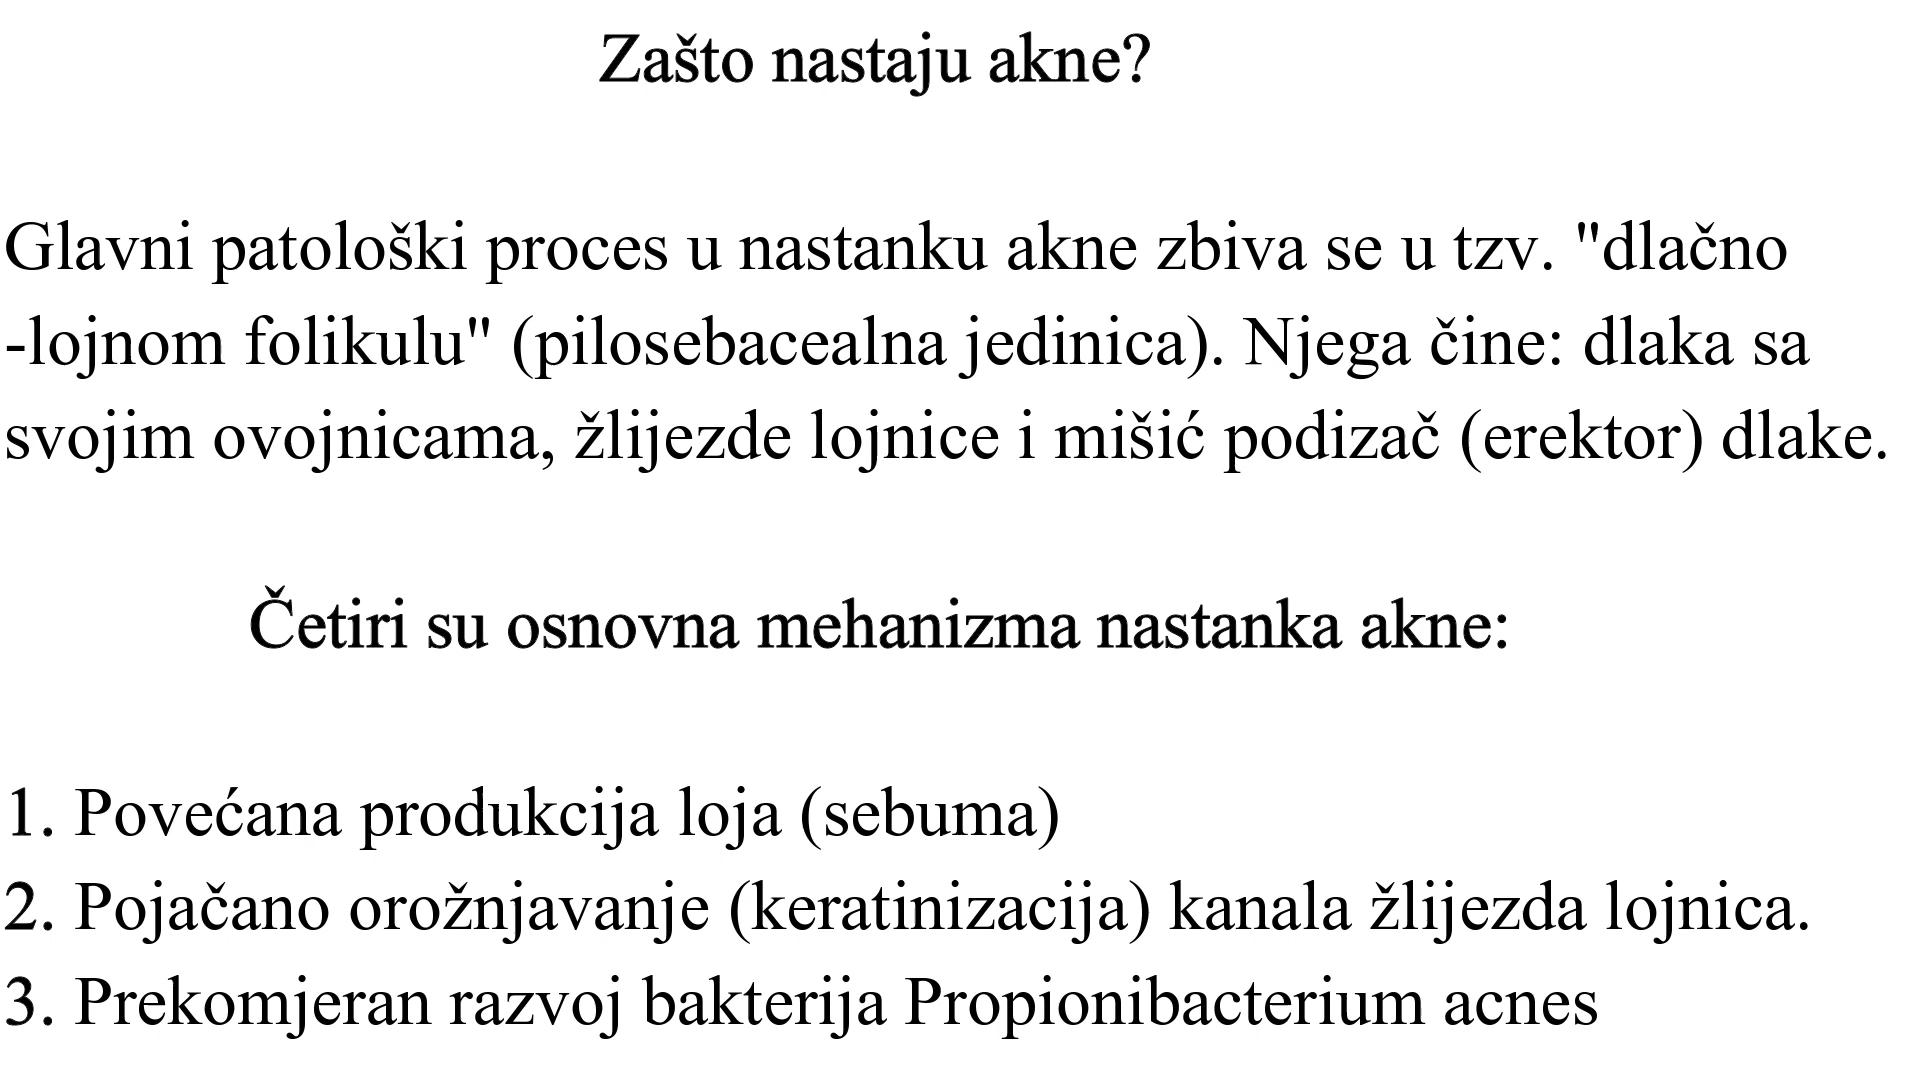 Zašto nastaju akne?
Glavni patološki proces u nastanku akne zbiva se u tzv. "dlačno
-lojnom folikulu" (pilosebacealna jedinica). Njega čine: dlaka sa
svojim ovojnicama, žlijezde lojnice i mišić podizač (erektor) dlake.
Četiri su osnovna mehanizma nastanka akne:
1. Povećana produkcija loja (sebuma)
2. Pojačano orožnjavanje (keratinizacija) kanala žlijezda lojnica.
3. Prekomjeran razvoj bakterija Propionibacterium acnes